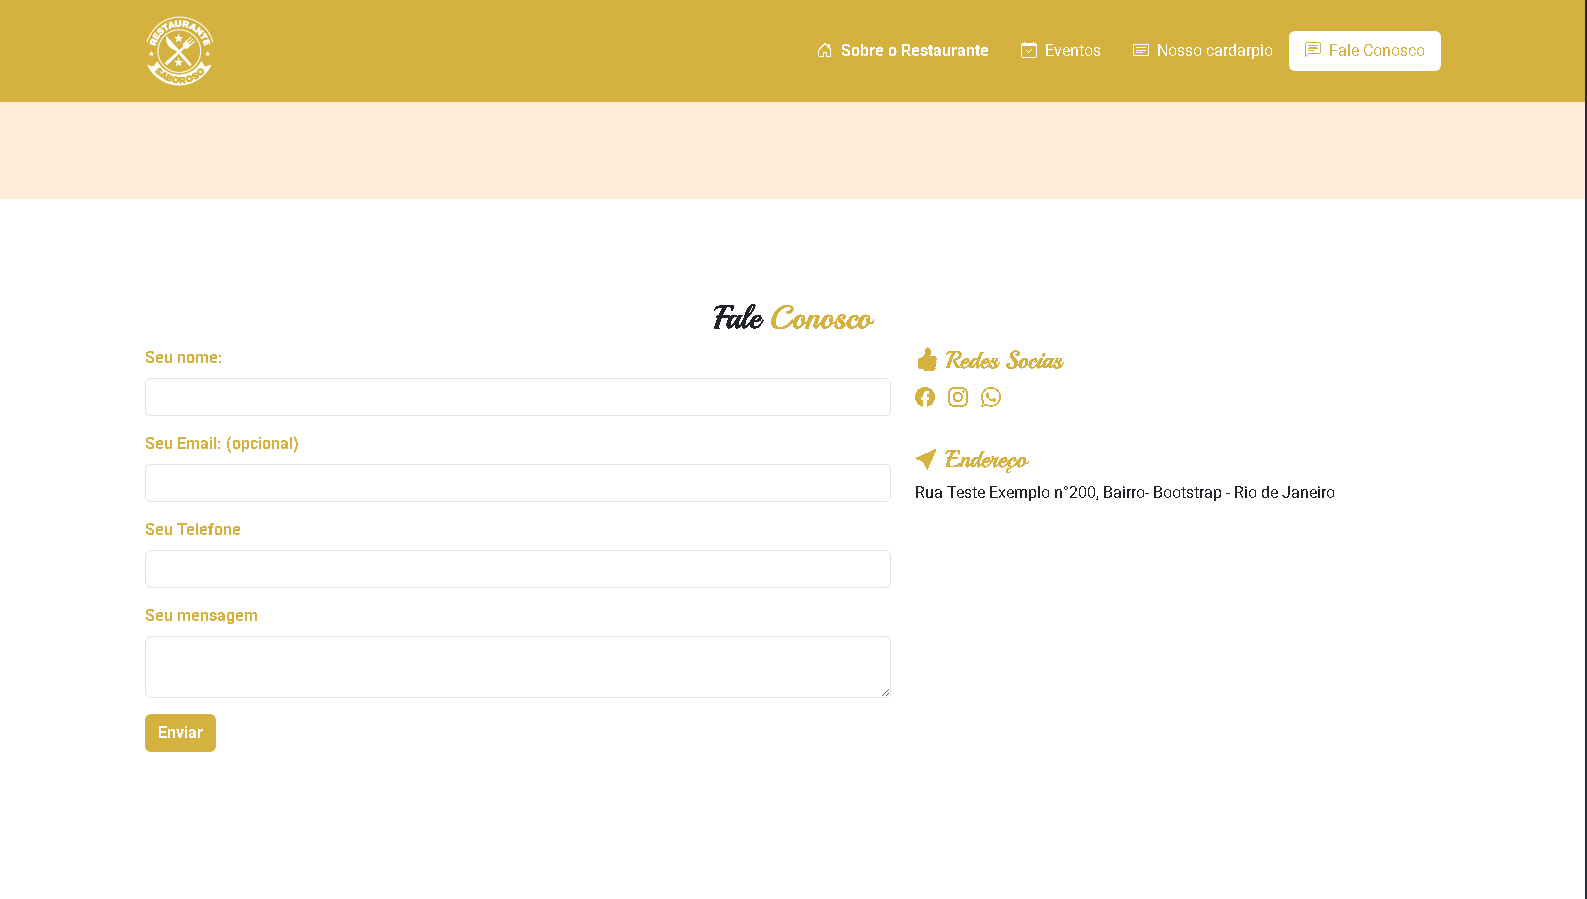 RESTAURANTE
SABOROSO
Sobre o Restaurante
Eventos
Nosso cardarpio
Fale Conosco
Fale Conosco
Seu nome:
Seu Email: (opcional)
Seu Telefone
Seu mensagem
Enviar
Redes Socias
Endereço
Rua Teste Exemplo n°200, Bairro- Bootstrap - Rio de Janeiro